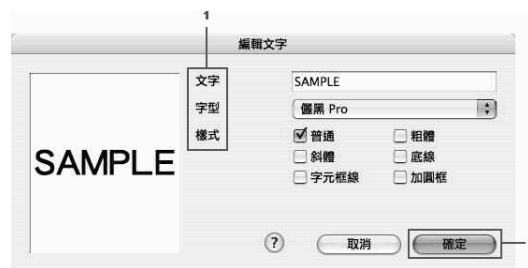 1
編輯文字
文字 SAMPLE
字型 儷黑 Pro
樣式 普通 粗體
SAMPLE
斜體 底線
字元框線 加圓框
? 取消 確定